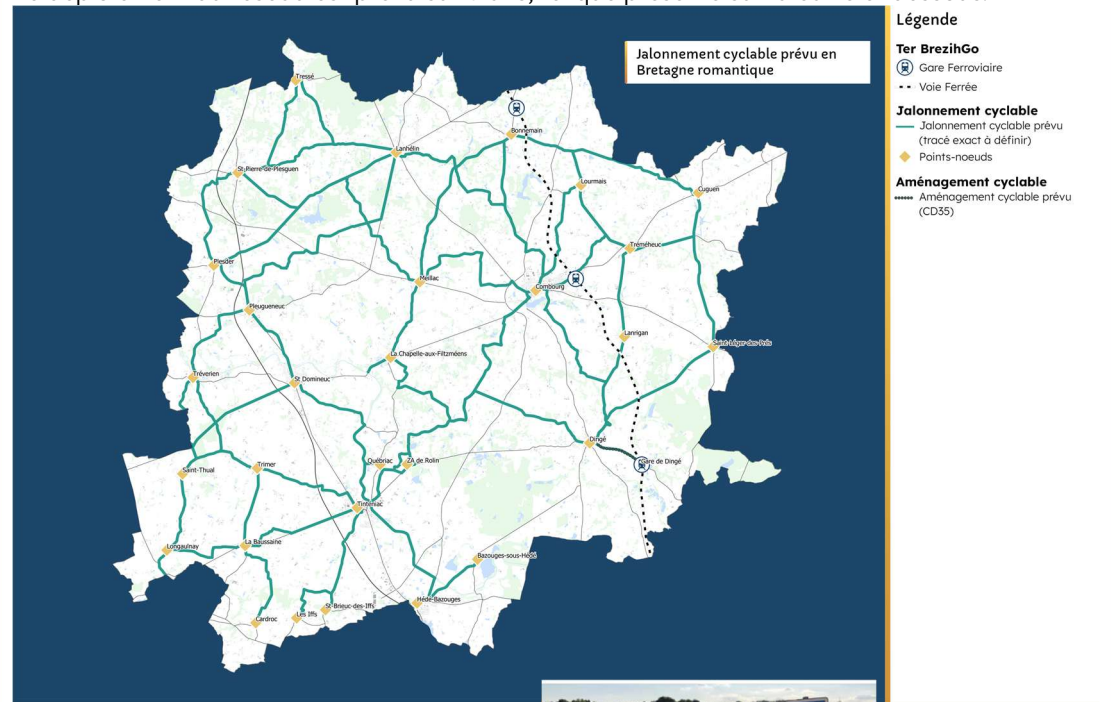 Jalonnement cyclable prévu en
Bretagne romantique
Légende
Ter BrezihGo
Gare Ferroviaire
Voie Ferrée
Jalonnement cyclable
Jalonnement cyclable prévu
(tracé exact à définir)
Points-noeuds
Aménagement cyclable
Aménagement cyclable prévu
(CD35)
Tressé
Bonnemain
Lanhélin
St-Pierre-de-Plesguen
Lourmais
Cuguen
Tréméheuc
Plesder
Meillac
Combourg
Pleugueneuc
Lanrigan
Saint-Léger-des-Prés
La Chapelle-aux-Filtzméens
Tréverien
St Domineuc
Dingé
Gare de Dingé
Québriac
ZA de Rolin
Saint-Thual
Trimer
Tinténiac
La Baussaine
Longaulnay
Bazouges-sous-Hédé
Hédé-Bazouges
St-Brieuc-des-Iffs
Les Iffs
Cardroc